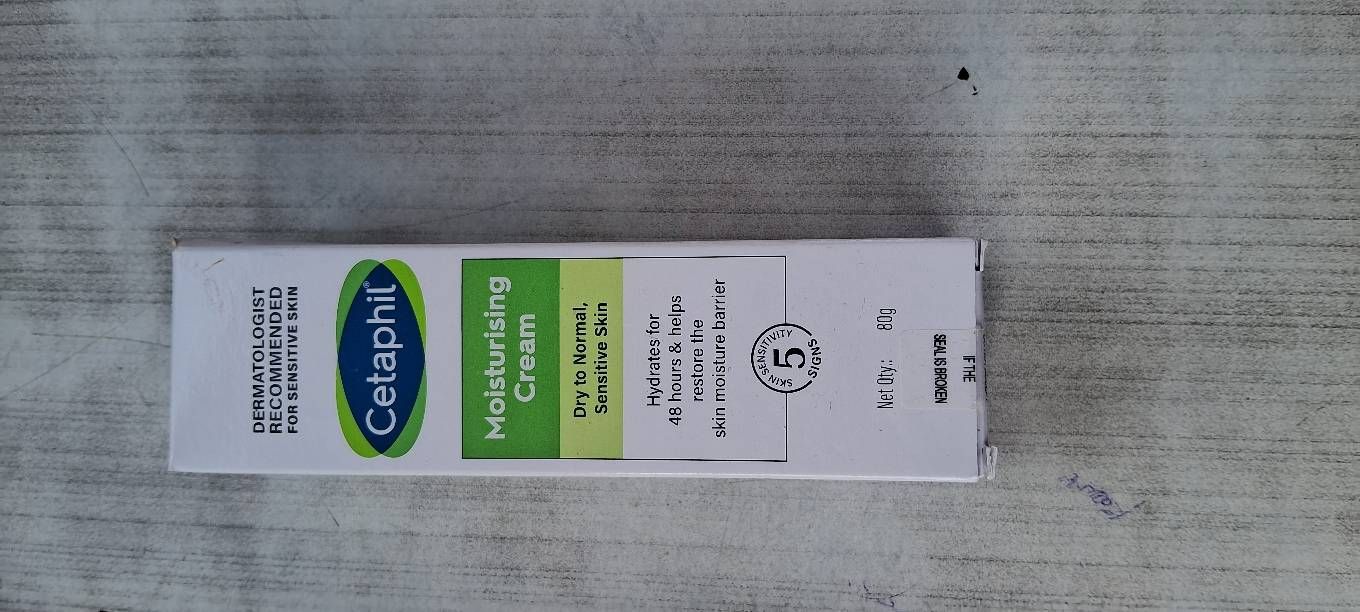 DERMATOLOGIST
RECOMMENDED
FOR SENSITIVE SKIN
Cetaphil®
Moisturising
Cream
Dry to Normal,
Sensitive Skin
Hydrates for
48 hours & helps
restore the
skin moisture barrier
SKIN SENSITIVITY
5
SIGNS
Net Qty.: 80g
IF THE
SEAL IS BROKEN